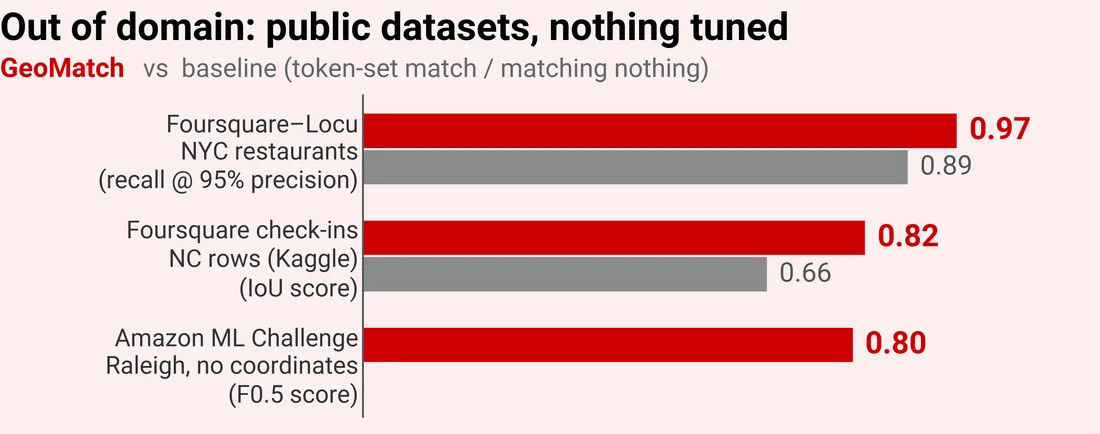 Out of domain: public datasets, nothing tuned
GeoMatch vs baseline (token-set match / matching nothing)
Foursquare–Locu
NYC restaurants
(recall @ 95% precision)
0.97
0.89
Foursquare check-ins
NC rows (Kaggle)
(IoU score)
0.82
0.66
Amazon ML Challenge
Raleigh, no coordinates
(F0.5 score)
0.80